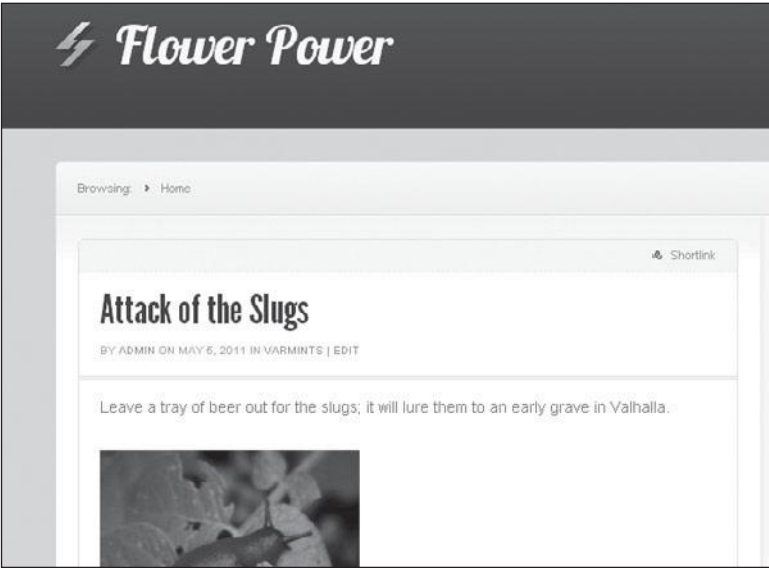 Flower Power
Browsing: Home
Shortlink
Attack of the Slugs
BY ADMIN ON MAY 6, 2011 IN VARMINTS | EDIT
Leave a tray of beer out for the slugs; it will lure them to an early grave in Valhalla.